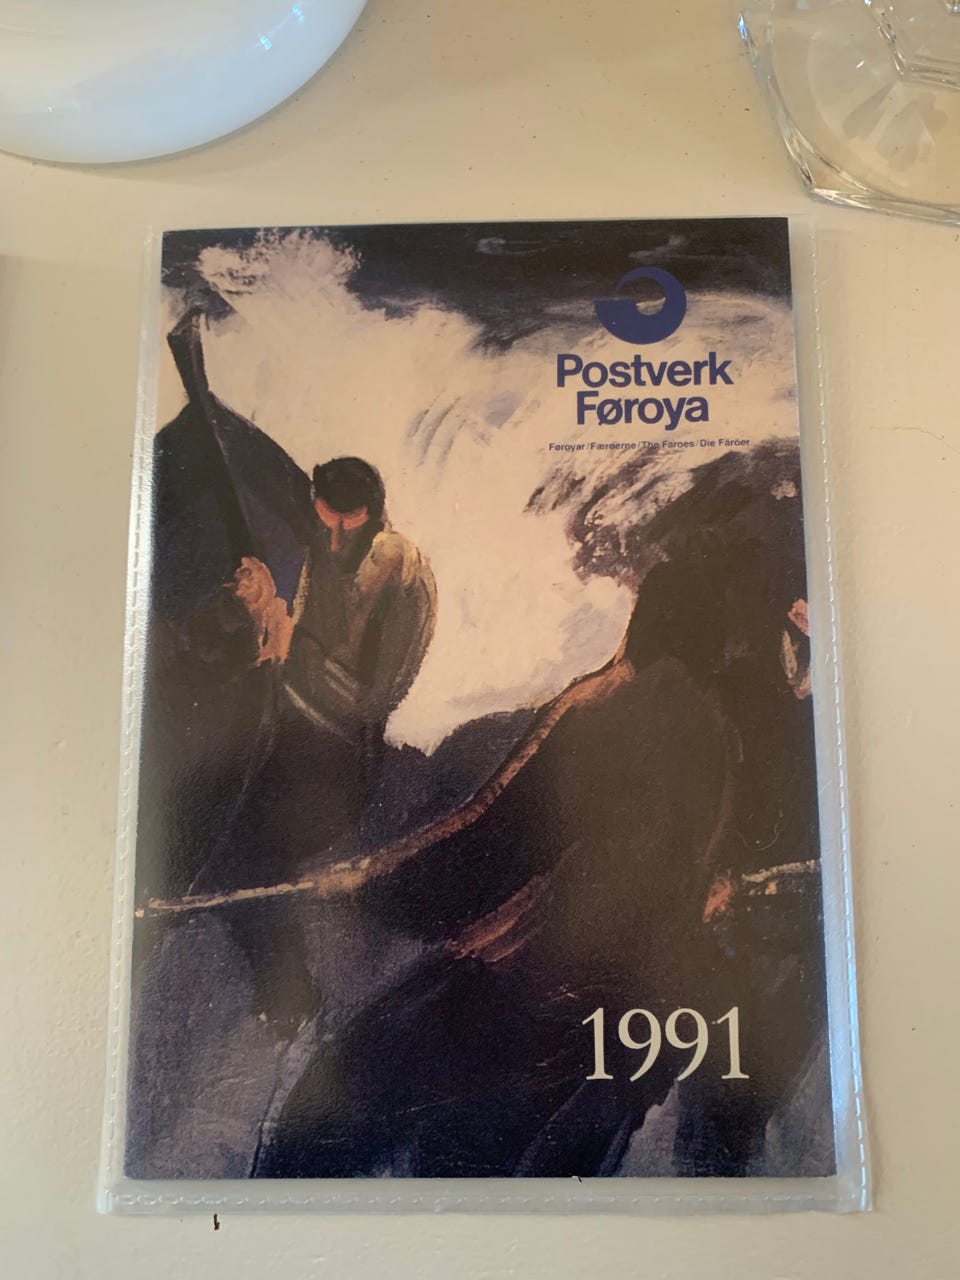 Postverk
Føroya
Føroyar/Færøerne/The Faroes/Die Färöer
1991